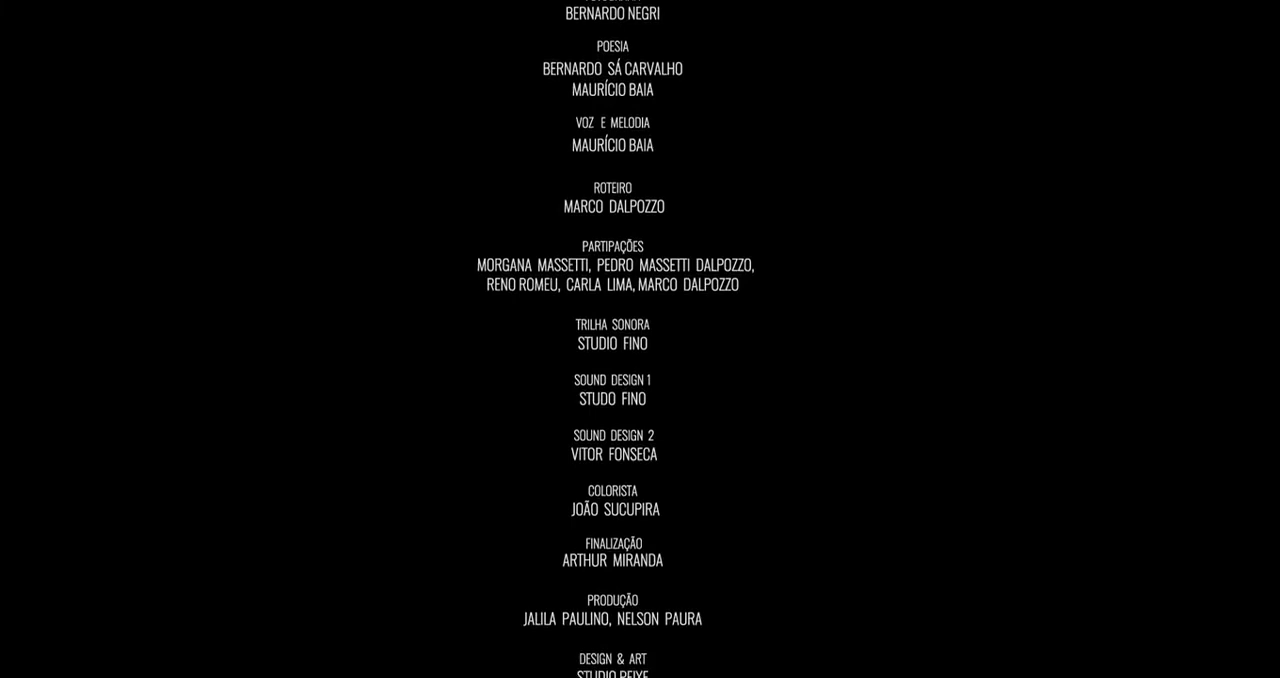 BERNARDO NEGRI
POESIA
BERNARDO SÁ CARVALHO
MAURÍCIO BAIA
VOZ E MELODIA
MAURÍCIO BAIA
ROTEIRO
MARCO DALPOZZO
PARTIPAÇÕES
MORGANA MASSETTI, PEDRO MASSETTI DALPOZZO,
RENO ROMEU, CARLA LIMA, MARCO DALPOZZO
TRILHA SONORA
STUDIO FINO
SOUND DESIGN 1
STUDO FINO
SOUND DESIGN 2
VITOR FONSECA
COLORISTA
JOÃO SUCUPIRA
FINALIZAÇÃO
ARTHUR MIRANDA
PRODUÇÃO
JALILA PAULINO, NELSON PAURA
DESIGN & ART
STUDIO